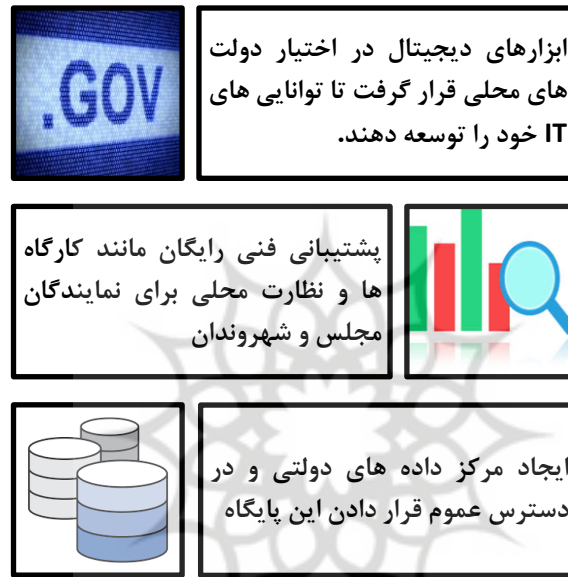 .GOV
ابزارهای دیجیتال در اختیار دولت
های محلی قرار گرفت تا توانایی های
IT خود را توسعه دهند.
پشتیبانی فنی رایگان مانند کارگاه
ها و نظارت محلی برای نمایندگان
مجلس و شهروندان
ایجاد مرکز داده های دولتی و در
دسترس عموم قرار دادن این پایگاه